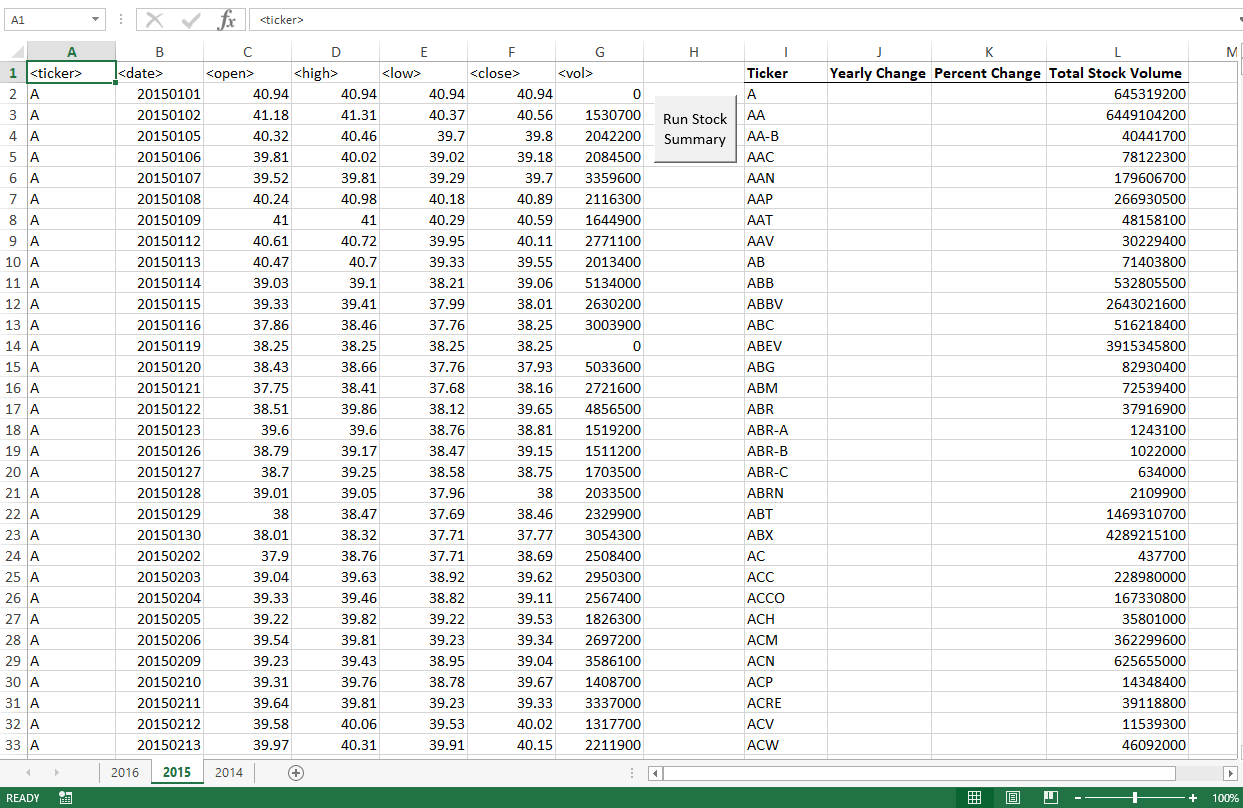 A1 fx <ticker>
A B C D E F G H I J K L M
1 <ticker> <date> <open> <high> <low> <close> <vol> Ticker Yearly Change Percent Change Total Stock Volume
2 A 20150101 40.94 40.94 40.94 40.94 0 A 645319200
3 A 20150102 41.18 41.31 40.37 40.56 1530700 Run Stock AA 6449104200
4 A 20150105 40.32 40.46 39.7 39.8 2042200 Summary AA-B 40441700
5 A 20150106 39.81 40.02 39.02 39.18 2084500 AAC 78122300
6 A 20150107 39.52 39.81 39.29 39.7 3359600 AAN 179606700
7 A 20150108 40.24 40.98 40.18 40.89 2116300 AAP 266930500
8 A 20150109 41 41 40.29 40.59 1644900 AAT 48158100
9 A 20150112 40.61 40.72 39.95 40.11 2771100 AAV 30229400
10 A 20150113 40.47 40.7 39.33 39.55 2013400 AB 71403800
11 A 20150114 39.03 39.1 38.21 39.06 5134000 ABB 532805500
12 A 20150115 39.33 39.41 37.99 38.01 2630200 ABBV 2643021600
13 A 20150116 37.86 38.46 37.76 38.25 3003900 ABC 516218400
14 A 20150119 38.25 38.25 38.25 38.25 0 ABEV 3915345800
15 A 20150120 38.43 38.66 37.76 37.93 5033600 ABG 82930400
16 A 20150121 37.75 38.41 37.68 38.16 2721600 ABM 72539400
17 A 20150122 38.51 39.86 38.12 39.65 4856500 ABR 37916900
18 A 20150123 39.6 39.6 38.76 38.81 1519200 ABR-A 1243100
19 A 20150126 38.79 39.17 38.47 39.15 1511200 ABR-B 1022000
20 A 20150127 38.7 39.25 38.58 38.75 1703500 ABR-C 634000
21 A 20150128 39.01 39.05 37.96 38 2033500 ABRN 2109900
22 A 20150129 38 38.47 37.69 38.46 2329900 ABT 1469310700
23 A 20150130 38.01 38.32 37.71 37.77 3054300 ABX 4289215100
24 A 20150202 37.9 38.76 37.71 38.69 2508400 AC 437700
25 A 20150203 39.04 39.63 38.92 39.62 2950300 ACC 228980000
26 A 20150204 39.33 39.46 38.82 39.11 2567400 ACCO 167330800
27 A 20150205 39.22 39.82 39.22 39.53 1826300 ACH 35801000
28 A 20150206 39.54 39.81 39.23 39.34 2697200 ACM 362299600
29 A 20150209 39.23 39.43 38.95 39.04 3586100 ACN 625655000
30 A 20150210 39.31 39.76 38.78 39.67 1408700 ACP 14348400
31 A 20150211 39.64 39.81 39.23 39.33 3337000 ACRE 39118800
32 A 20150212 39.58 40.06 39.53 40.02 1317700 ACV 11539300
33 A 20150213 39.97 40.31 39.91 40.15 2211900 ACW 46092000
2016 2015 2014
READY 100%